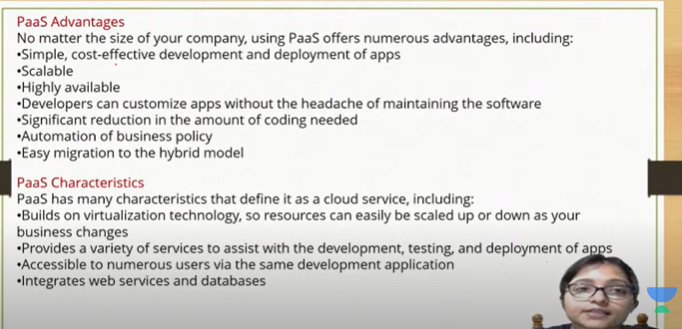 PaaS Advantages
No matter the size of your company, using PaaS offers numerous advantages, including:
•Simple, cost-effective development and deployment of apps
•Scalable
•Highly available
•Developers can customize apps without the headache of maintaining the software
•Significant reduction in the amount of coding needed
•Automation of business policy
•Easy migration to the hybrid model
PaaS Characteristics
PaaS has many characteristics that define it as a cloud service, including:
•Builds on virtualization technology, so resources can easily be scaled up or down as your
business changes
•Provides a variety of services to assist with the development, testing, and deployment of apps
•Accessible to numerous users via the same development application
•Integrates web services and databases